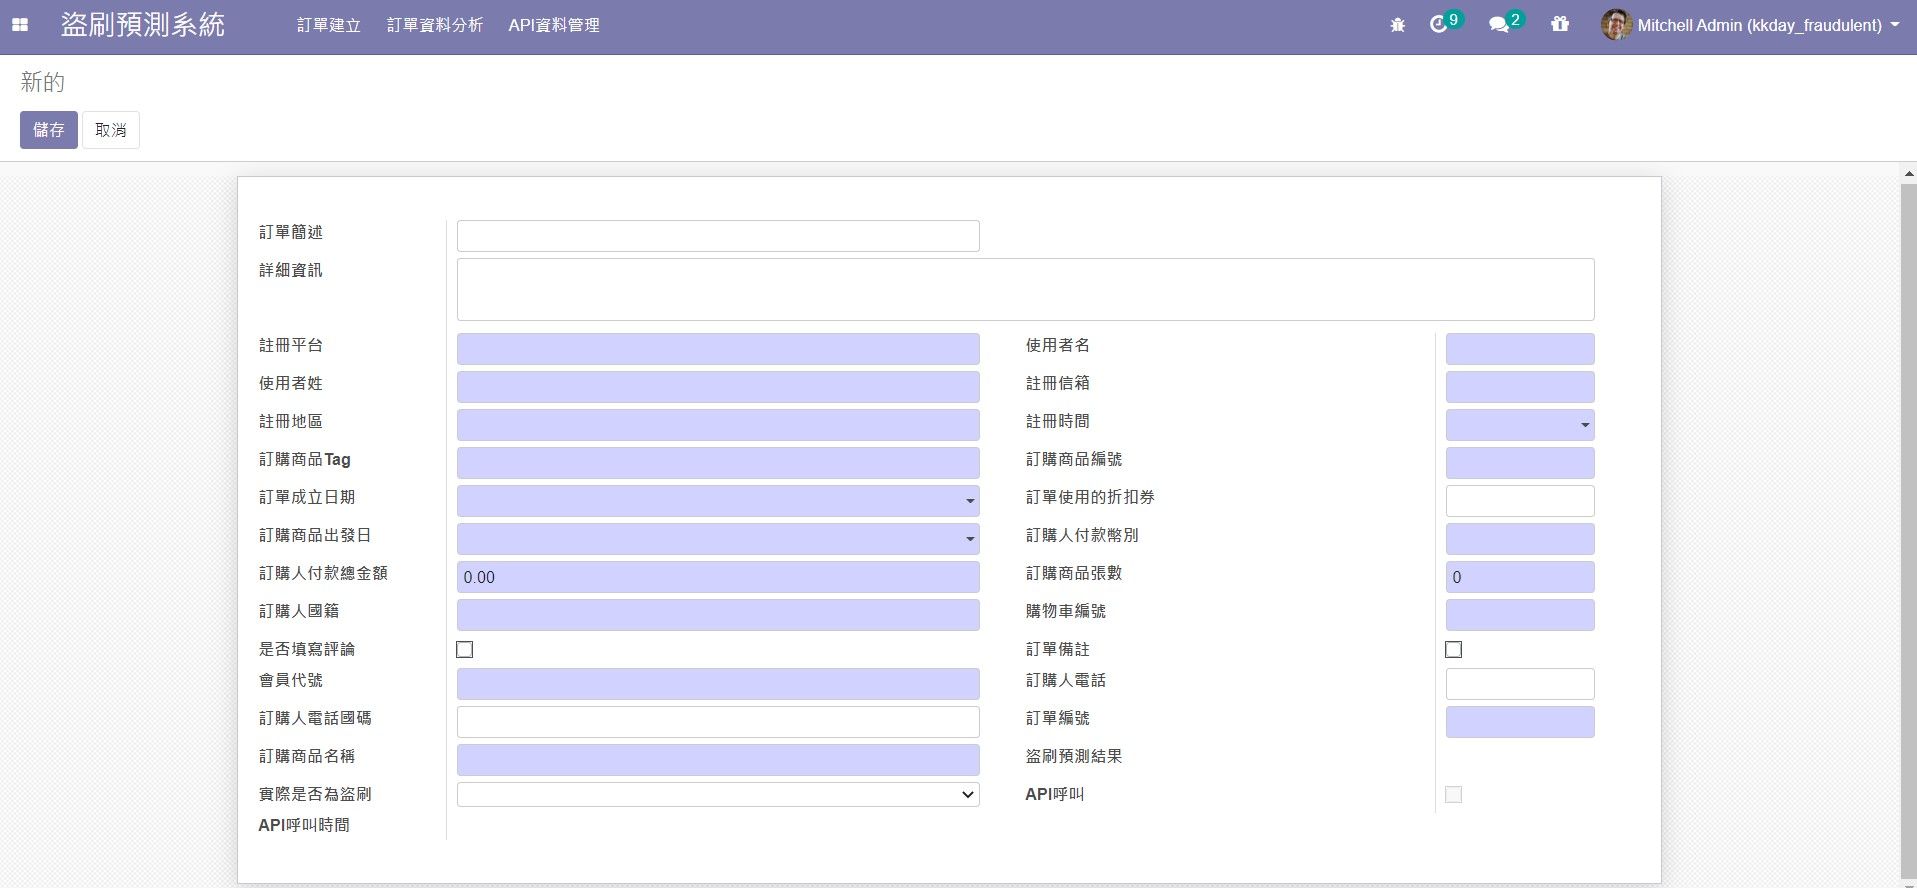 盜刷預測系統 訂單建立 訂單資料分析 API資料管理 9 2 Mitchell Admin (kkday_fraudulent)
新的
儲存 取消
訂單簡述
詳細資訊
註冊平台 使用者名
使用者姓 註冊信箱
註冊地區 註冊時間
訂購商品Tag 訂購商品編號
訂單成立日期 訂單使用的折扣券
訂購商品出發日 訂購人付款幣別
訂購人付款總金額 0.00 訂購商品張數 0
訂購人國籍 購物車編號
是否填寫評論 訂單備註
會員代號 訂購人電話
訂購人電話國碼 訂單編號
訂購商品名稱 盜刷預測結果
實際是否為盜刷 API呼叫
API呼叫時間